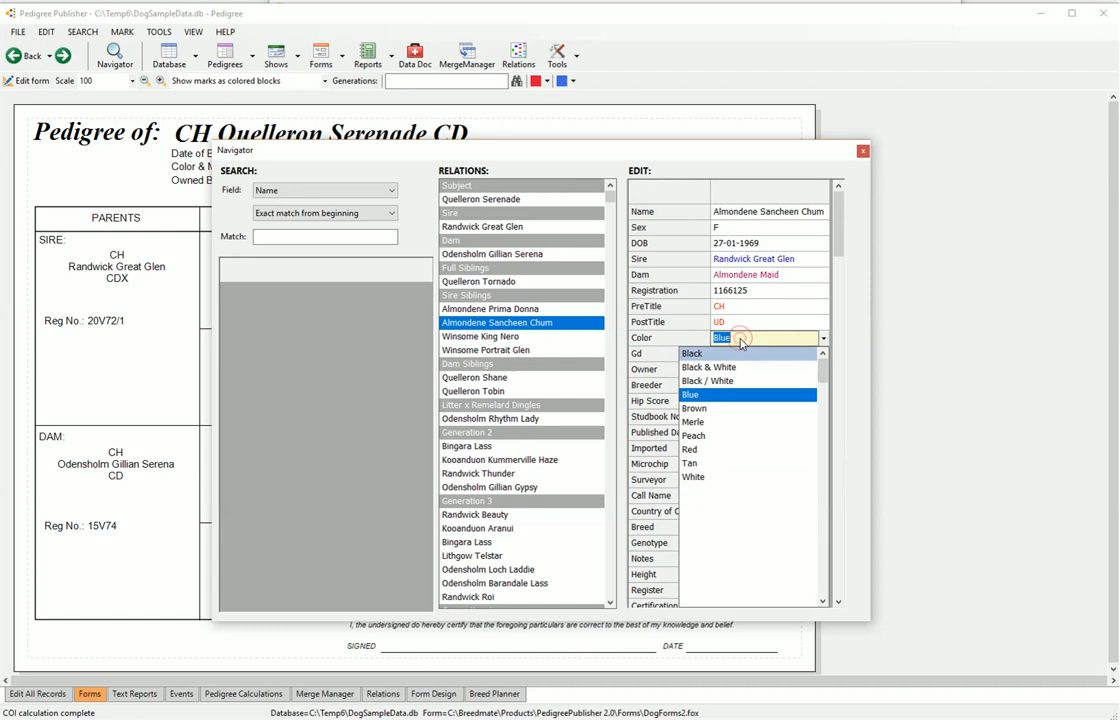 Pedigree Publisher - C:\Temp6\DogSampleData.db - Pedigree
FILE EDIT SEARCH MARK TOOLS VIEW HELP
Back Navigator Database Pedigrees Shows Forms Reports Data Doc MergeManager Relations Tools
Edit form Scale 100 Show marks as colored blocks Generations:
Pedigree of: CH Quelleron Serenade CD
Date of B
Color & M
Owned B
PARENTS
SIRE:
CH
Randwick Great Glen
CDX
Reg No.: 20V72/1
DAM:
CH
Odensholm Gillian Serena
CD
Reg No.: 15V74
Navigator
x
SEARCH:
Field: Name
Exact match from beginning
Match:
RELATIONS:
Subject
Quelleron Serenade
Sire
Randwick Great Glen
Dam
Odensholm Gillian Serena
Full Siblings
Quelleron Tornado
Sire Siblings
Almondene Prima Donna
Almondene Sancheen Chum
Winsome King Nero
Winsome Portrait Glen
Dam Siblings
Quelleron Shane
Quelleron Tobin
Litter x Remelard Dingles
Odensholm Rhythm Lady
Generation 2
Bingara Lass
Kooanduon Kummerville Haze
Randwick Thunder
Odensholm Gillian Gypsy
Generation 3
Randwick Beauty
Kooanduon Aranui
Bingara Lass
Lithgow Telstar
Odensholm Loch Laddie
Odensholm Barandale Lass
Randwick Roi
EDIT:
Name Almondene Sancheen Chum
Sex F
DOB 27-01-1969
Sire Randwick Great Glen
Dam Almondene Maid
Registration 1166125
PreTitle CH
PostTitle UD
Color Blue
Gd
Owner
Breeder
Hip Score
Studbook No
Published Da
Imported
Microchip
Surveyor
Call Name
Country of C
Breed
Genotype
Notes
Height
Register
Certification
Black
Black & White
Black / White
Blue
Brown
Merle
Peach
Red
Tan
White
I, the undersigned do hereby certify that the foregoing particulars are correct to the best of my knowledge and belief.
SIGNED DATE
Edit All Records Forms Text Reports Events Pedigree Calculations Merge Manager Relations Form Design Breed Planner
COI calculation complete Database=C:\Temp6\DogSampleData.db Form=C:\Breedmate\Products\PedigreePublisher 2.0\Forms\DogForms2.fox